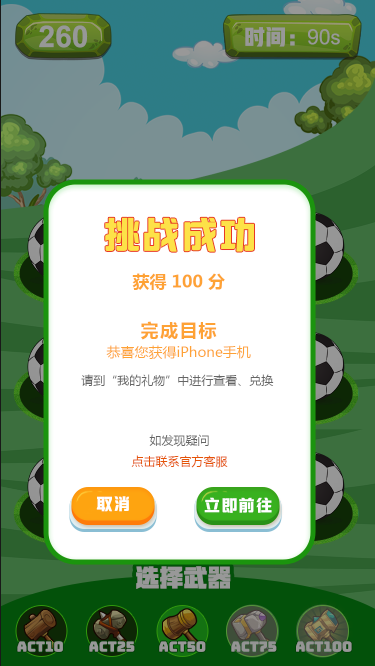 260
时间：90s
挑战成功
获得 100 分
完成目标
恭喜您获得iPhone手机
请到“我的礼物”中进行查看、兑换
如发现疑问
点击联系官方客服
取消
立即前往
选择武器
ACT10
ACT25
ACT50
ACT75
ACT100